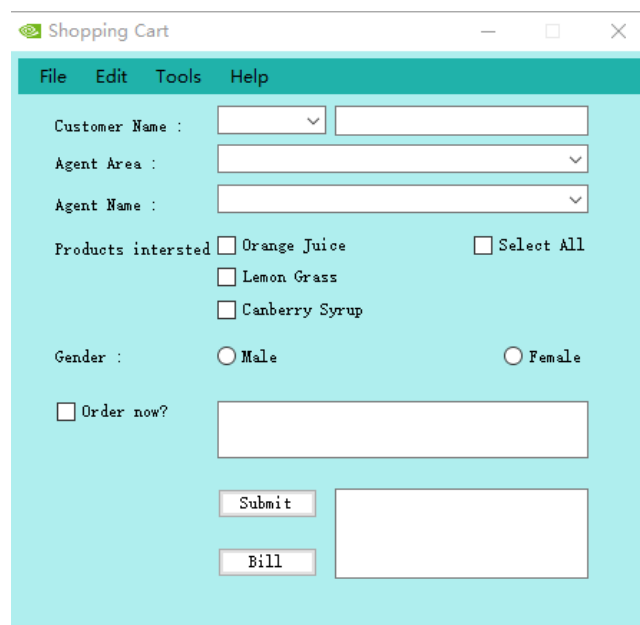 Shopping Cart
File Edit Tools Help
Customer Name :
Agent Area :
Agent Name :
Products intersted Orange Juice Select All
Lemon Grass
Canberry Syrup
Gender : Male Female
Order now?
Submit
Bill